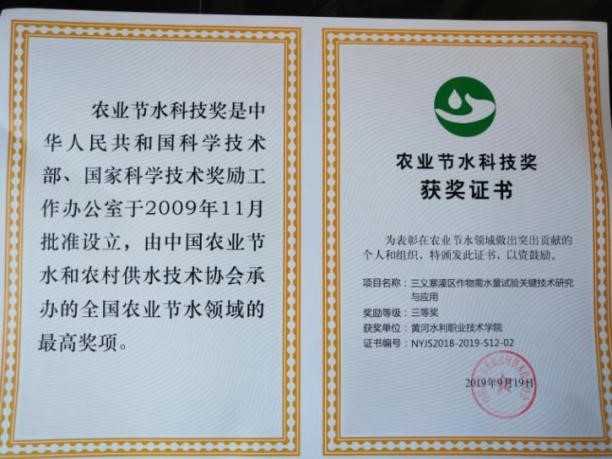 农业节水科技奖是中
华人民共和国科学技术
部、国家科学技术奖励工
作办公室于2009年11月
批准设立，由中国农业节
水和农村供水技术协会承
办的全国农业节水领域的
最高奖项。
农业节水科技奖
获奖证书
为表彰在农业节水领域做出突出贡献的
个人和组织，特颁发此证书，以资鼓励。
项目名称：三义寨灌区作物需水量试验关键技术研究
与应用
奖励等级：三等奖
获奖单位：黄河水利职业技术学院
证书编号：NYJS2018-2019-S12-02
2019年9月19日